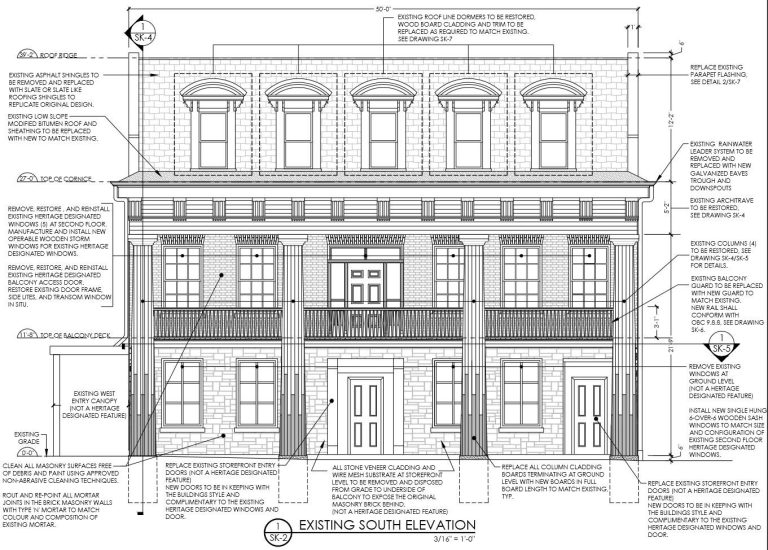 50'-0"
1
SK-4
EXISTING ROOF LINE DORMERS TO BE RESTORED,
WOOD BOARD CLADDING AND TRIM TO BE
REPLACED AS REQUIRED TO MATCH EXISTING.
SEE DRAWING SK-7
1'
6"
39'-2" ROOF RIDGE
EXISTING ASPHALT SHINGLES TO
BE REMOVED AND REPLACED
WITH SLATE OR SLATE LIKE
ROOFING SHINGLES TO
REPLICATE ORIGINAL DESIGN.
EXISTING LOW SLOPE
MODIFIED BITUMEN ROOF AND
SHEATHING TO BE REPLACED
WITH NEW TO MATCH EXISTING.
REPLACE EXISTING
PARAPET FLASHING,
SEE DETAIL 2/SK-7
12'-2"
EXISTING RAINWATER
LEADER SYSTEM TO BE
REMOVED AND
REPLACED WITH NEW
GALVANIZED EAVES
TROUGH AND
DOWNSPOUTS
27'-0" TOP OF CORNICE
5'-2"
EXISTING ARCHITRAVE
TO BE RESTORED,
SEE DRAWING SK-4
REMOVE, RESTORE , AND REINSTALL
EXISTING HERITAGE DESIGNATED
WINDOWS (5) AT SECOND FLOOR.
MANUFACTURE AND INSTALL NEW
OPERABLE WOODEN STORM
WINDOWS FOR EXISTING HERITAGE
DESIGNATED WINDOWS.
REMOVE, RESTORE, AND REINSTALL
EXISTING HERITAGE DESIGNATED
BALCONY ACCESS DOOR.
RESTORE EXISTING DOOR FRAME,
SIDE LITES, AND TRANSOM WINDOW
IN SITU.
EXISTING COLUMNS (4)
TO BE RESTORED, SEE
DRAWING SK-4/SK-5
FOR DETAILS.
EXISTING BALCONY
GUARD TO BE REPLACED
WITH NEW GUARD TO
MATCH EXISTING.
NEW RAIL SHALL
CONFORM WITH
OBC 9.8.8, SEE DRAWING
SK-6.
3'-1"
11'-8" TOP OF BALCONY DECK
21'-8"
1
SK-5
REMOVE EXISTING
WINDOWS AT
GROUND LEVEL
(NOT A HERITAGE
DESIGNATED FEATURE)
INSTALL NEW SINGLE HUNG
6-OVER-6 WOODEN SASH
WINDOWS TO MATCH SIZE
AND CONFIGURATION OF
EXISTING SECOND FLOOR
HERITAGE DESIGNATED
WINDOWS.
EXISTING WEST
ENTRY CANOPY
(NOT A HERITAGE
DESIGNATED FEATURE)
EXISTING
GRADE
0'-0"
6"
CLEAN ALL MASONRY SURFACES FREE
OF DEBRIS AND PAINT USING APPROVED
NON-ABRASIVE CLEANING TECHNIQUES.
ROUT AND RE-POINT ALL MORTAR
JOINTS IN THE BRICK MASONRY WALLS
WITH TYPE 'N' MORTAR TO MATCH
COLOUR AND COMPOSITION OF
EXISTING MORTAR.
REPLACE EXISTING STOREFRONT ENTRY
DOORS (NOT A HERITAGE DESIGNATED
FEATURE)
NEW DOORS TO BE IN KEEPING WITH
THE BUILDINGS STYLE AND
COMPLIMENTARY TO THE EXISTING
HERITAGE DESIGNATED WINDOWS AND
DOOR.
ALL STONE VENEER CLADDING AND
WIRE MESH SUBSTRATE AT STOREFRONT
LEVEL TO BE REMOVED AND DISPOSED
FROM GRADE TO UNDERSIDE OF
BALCONY TO EXPOSE THE ORIGINAL
MASONRY BRICK BEHIND.
(NOT A HERITAGE DESIGNATED FEATURE)
REPLACE ALL COLUMN CLADDING
BOARDS TERMINATING AT GROUND
LEVEL WITH NEW BOARDS IN FULL
BOARD LENGTH TO MATCH EXISTING,
TYP.
REPLACE EXISTING STOREFRONT ENTRY
DOORS (NOT A HERITAGE DESIGNATED
FEATURE)
NEW DOORS TO BE IN KEEPING WITH
THE BUILDINGS STYLE AND
COMPLIMENTARY TO THE EXISTING
HERITAGE DESIGNATED WINDOWS AND
DOOR.
1
SK-2
EXISTING SOUTH ELEVATION
3/16" = 1'-0"